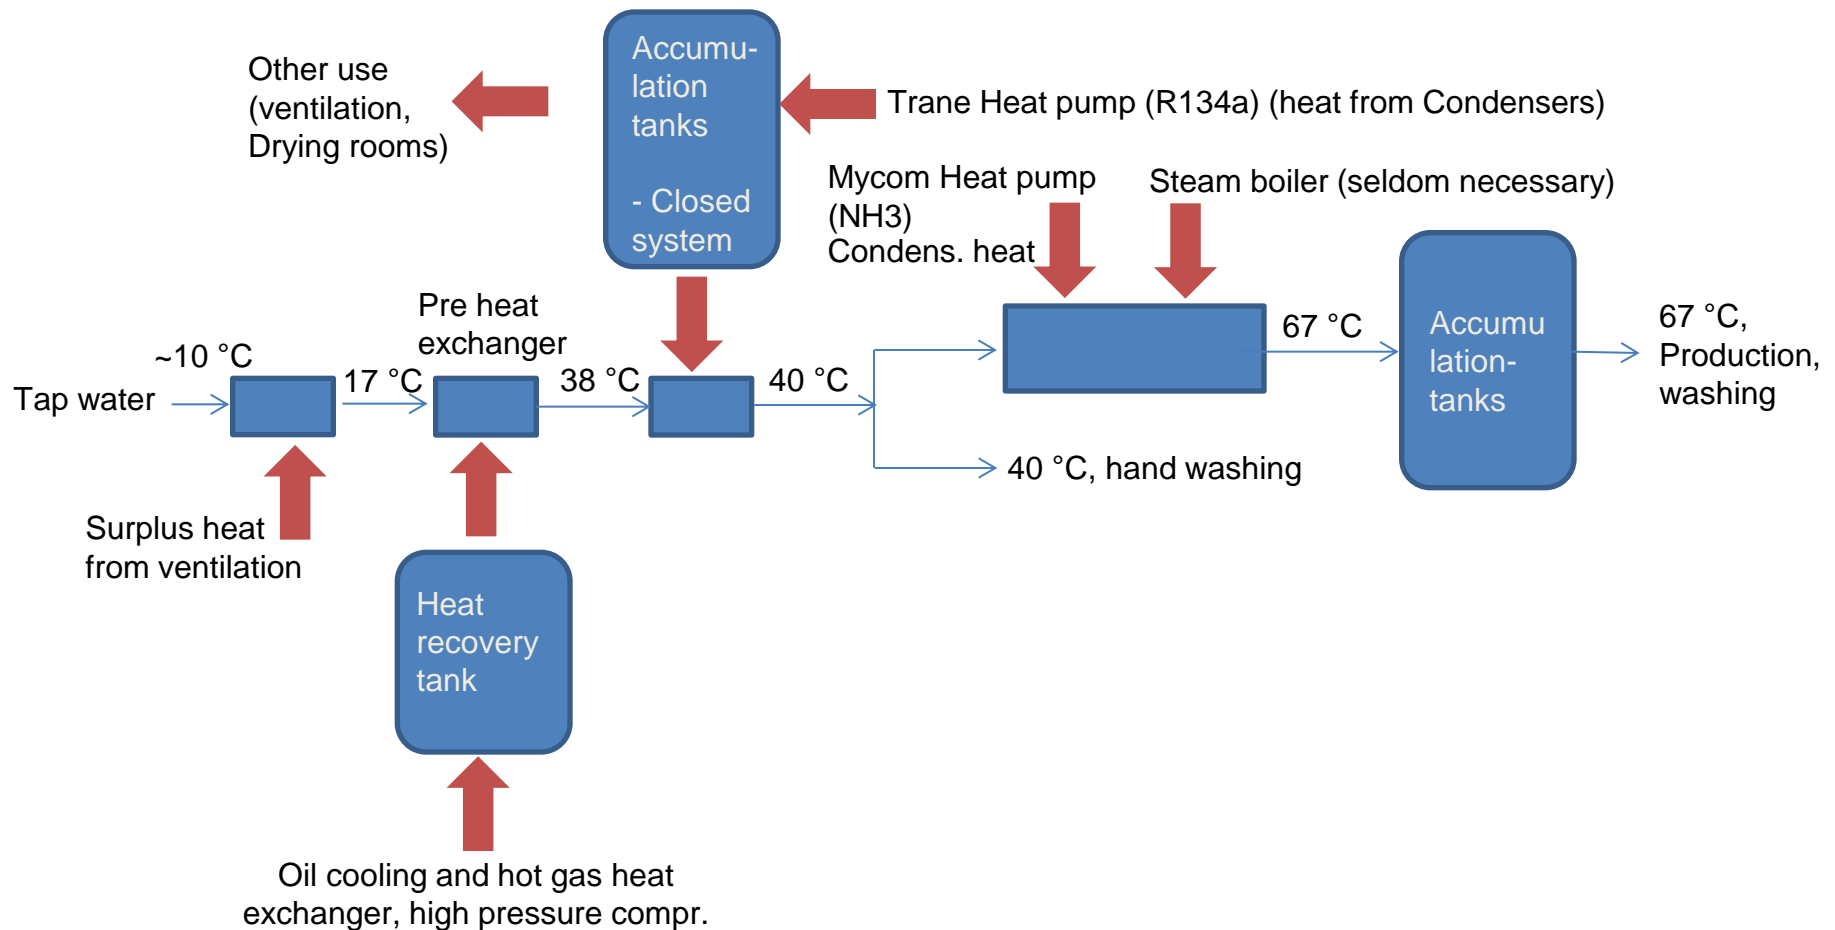 Other use
(ventilation,
Drying rooms)
Accumu-
lation
tanks
- Closed
system
Trane Heat pump (R134a) (heat from Condensers)
Mycom Heat pump
(NH3)
Condens. heat
Steam boiler (seldom necessary)
Pre heat
exchanger
~10 °C
Tap water
17 °C
38 °C
40 °C
67 °C
Accumu
lation-
tanks
67 °C,
Production,
washing
40 °C, hand washing
Surplus heat
from ventilation
Heat
recovery
tank
Oil cooling and hot gas heat
exchanger, high pressure compr.